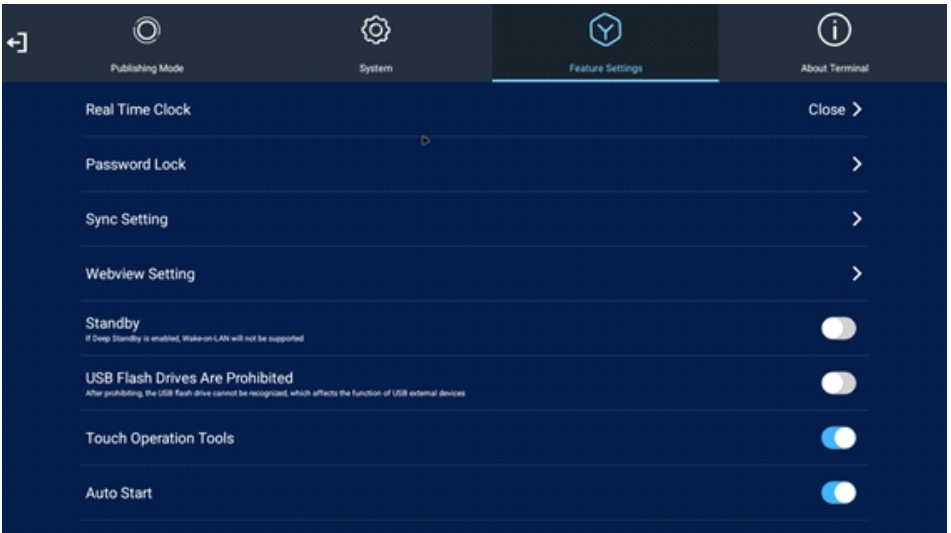 Publishing Mode
System
Feature Settings
About Terminal
Real Time Clock
Close
Password Lock
Sync Setting
Webview Setting
Standby
If Deep Standby is enabled, Wake-on-LAN will not be supported
USB Flash Drives Are Prohibited
After prohibiting, the USB flash drive cannot be recognized, which affects the function of USB external devices
Touch Operation Tools
Auto Start